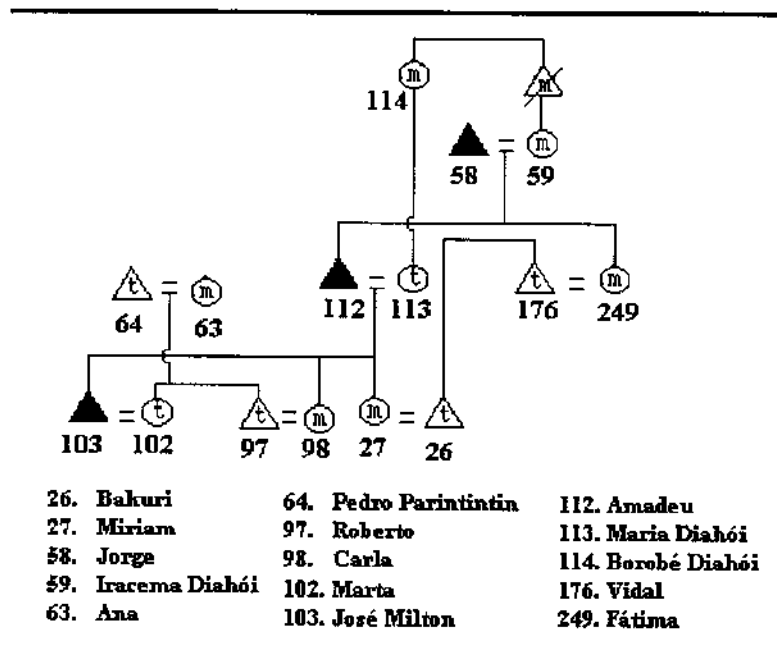 m
114
M
58 = m
59
t = m
64 63
112 = t
113
t = m
176 249
103 = t
102
t = m
97 98
m = t
27 26
26. Bakuri
27. Miriam
58. Jorge
59. Iracema Diahói
63. Ana
64. Pedro Parintintin
97. Roberto
98. Carla
102. Marta
103. José Milton
112. Amadeu
113. Maria Diahói
114. Borobé Diahói
176. Vidal
249. Fátima